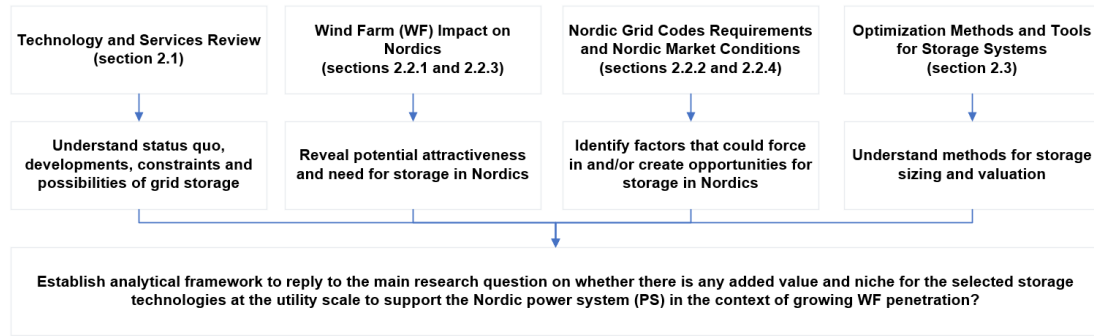 Technology and Services Review
(section 2.1)
Wind Farm (WF) Impact on
Nordics
(sections 2.2.1 and 2.2.3)
Nordic Grid Codes Requirements
and Nordic Market Conditions
(sections 2.2.2 and 2.2.4)
Optimization Methods and Tools
for Storage Systems
(section 2.3)
Understand status quo,
developments, constraints and
possibilities of grid storage
Reveal potential attractiveness
and need for storage in Nordics
Identify factors that could force
in and/or create opportunities for
storage in Nordics
Understand methods for storage
sizing and valuation
Establish analytical framework to reply to the main research question on whether there is any added value and niche for the selected storage
technologies at the utility scale to support the Nordic power system (PS) in the context of growing WF penetration?